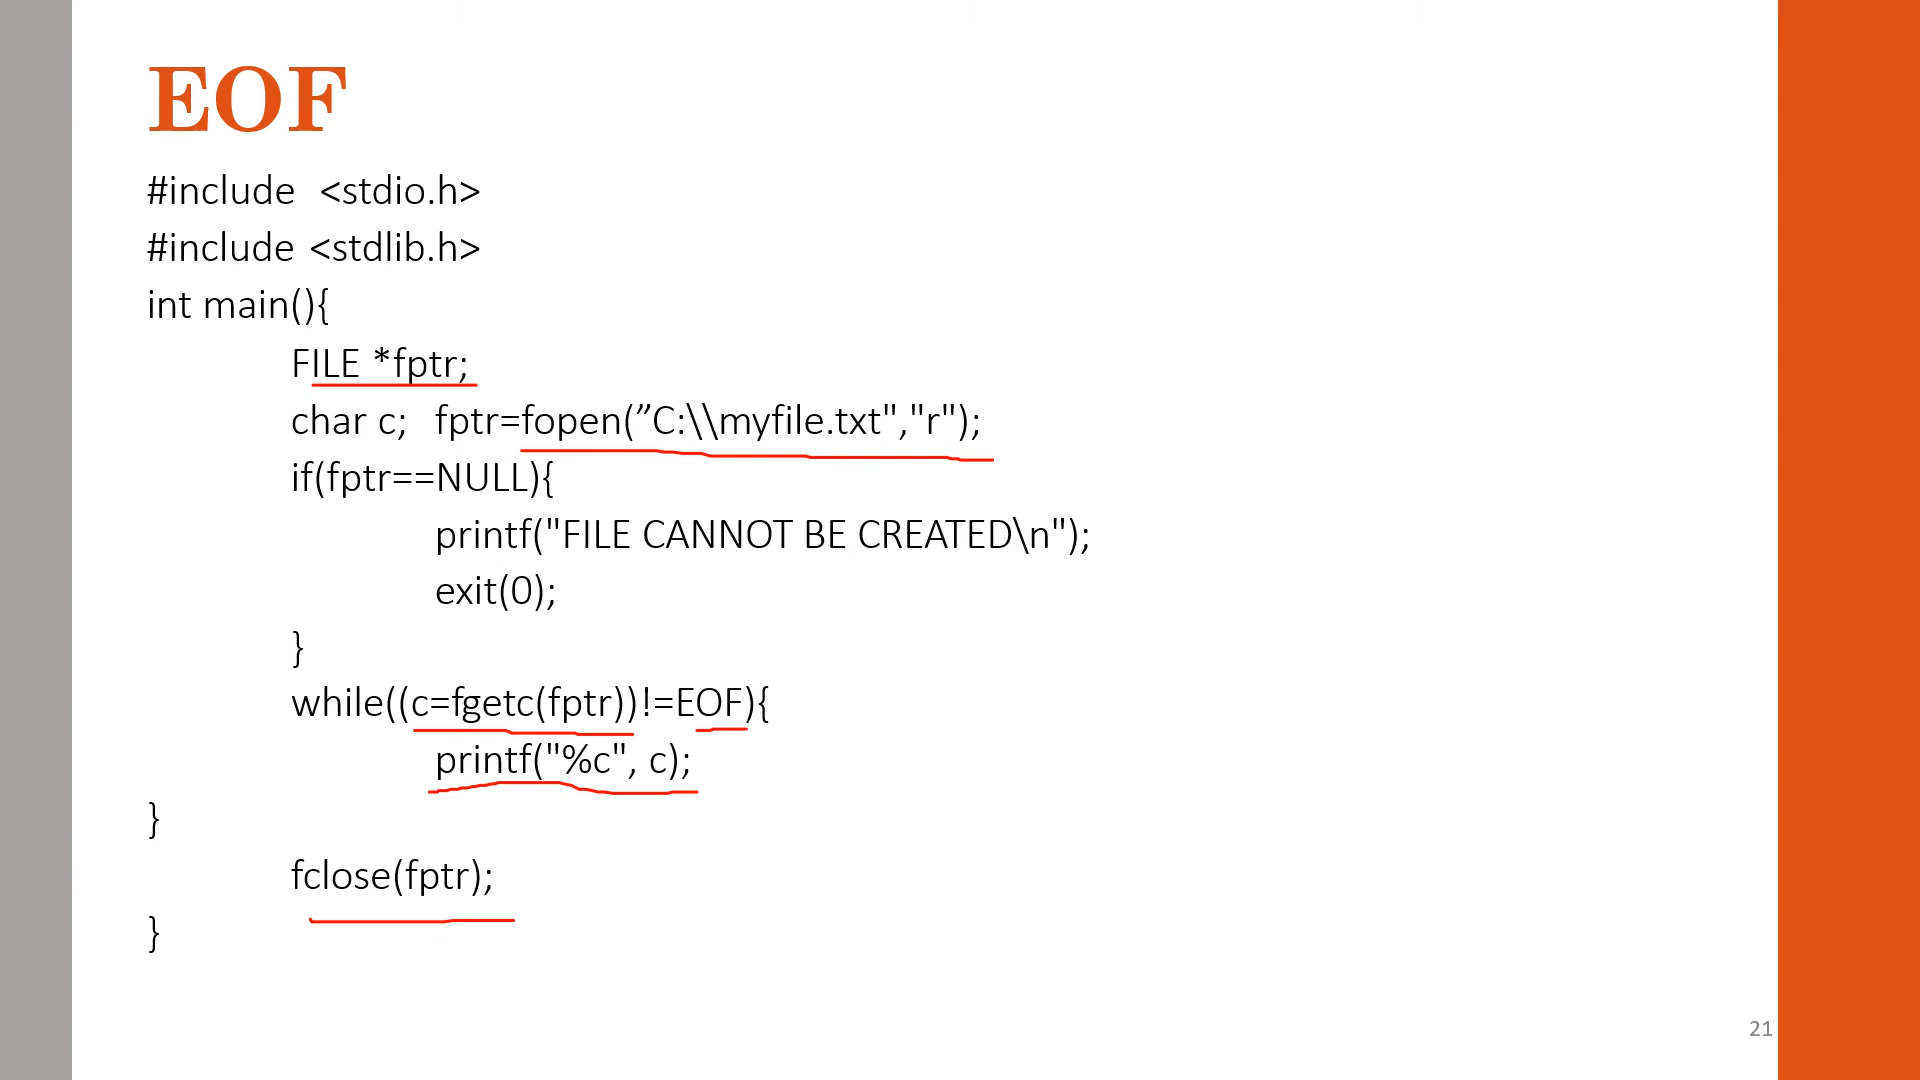 EOF
#include  <stdio.h>
#include <stdlib.h>
int main(){
FILE *fptr;
char c;  fptr=fopen(”C:\\myfile.txt","r");
if(fptr==NULL){
printf("FILE CANNOT BE CREATED\n");
exit(0);
}
while((c=fgetc(fptr))!=EOF){
printf("%c", c);
}
fclose(fptr);
}
21